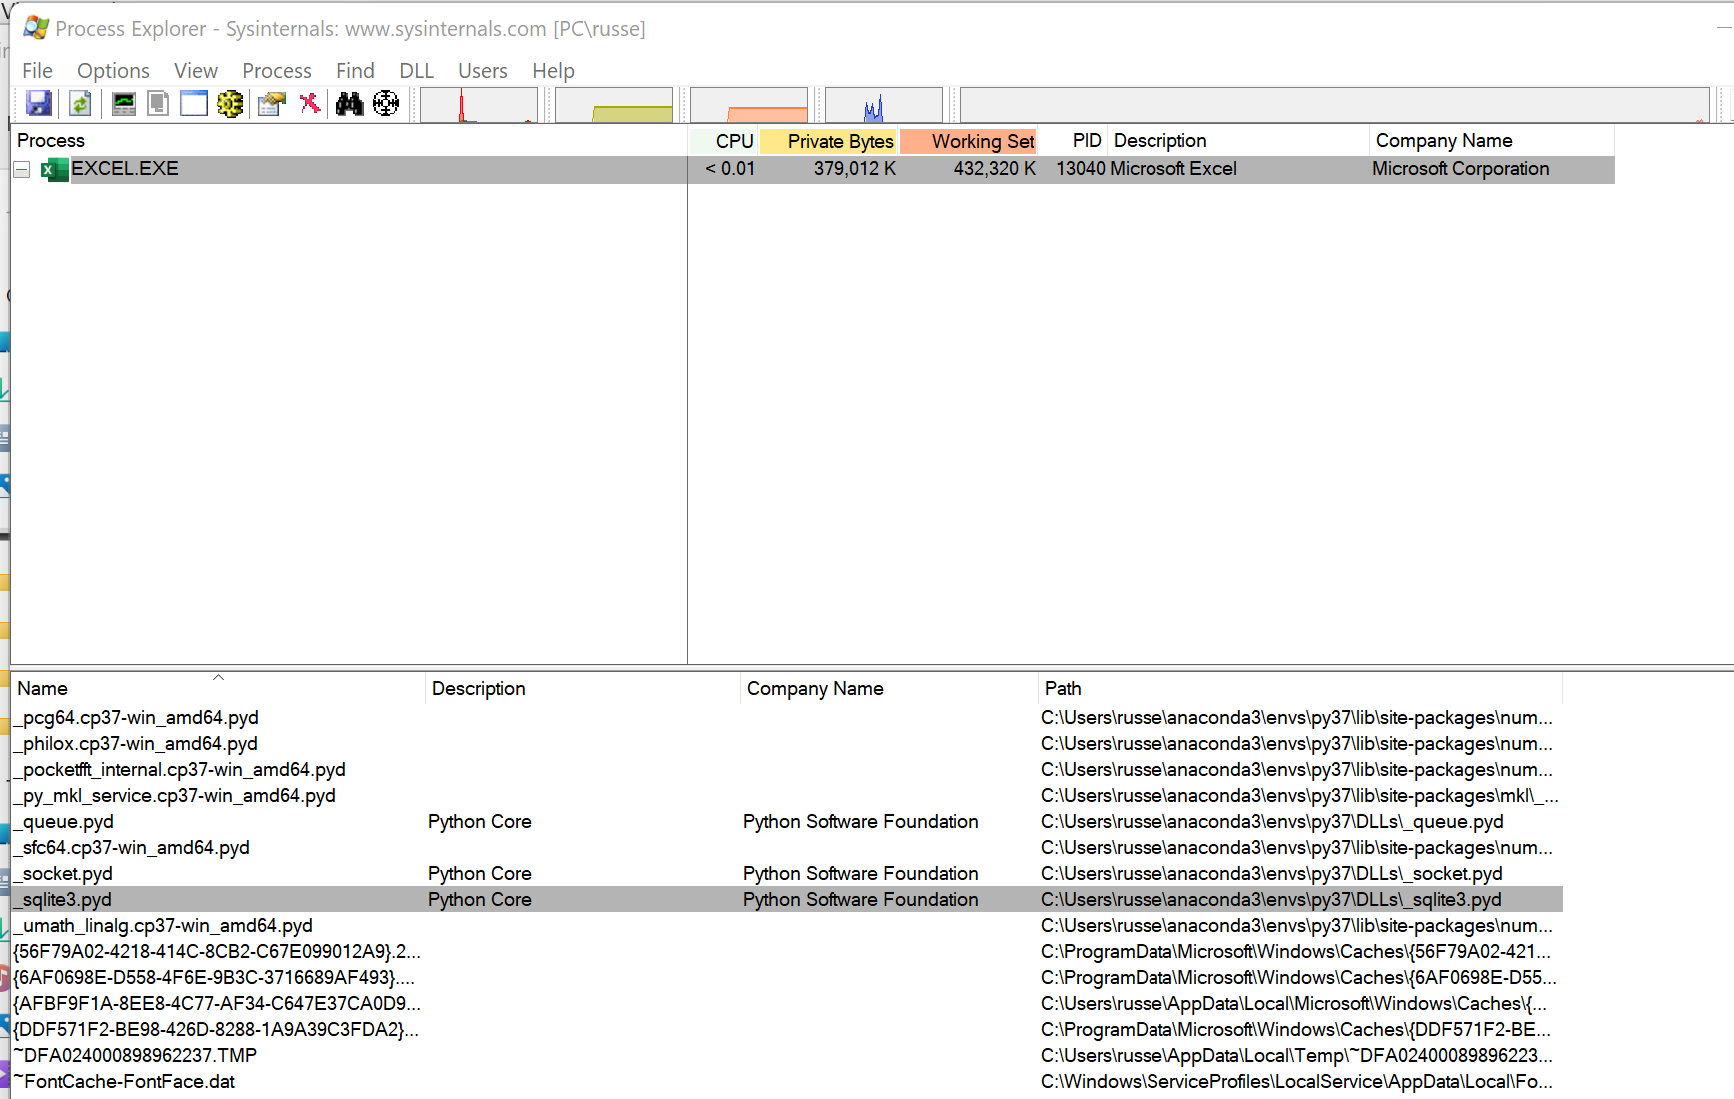 Process Explorer - Sysinternals: www.sysinternals.com [PC\russe]
File Options View Process Find DLL Users Help
Process CPU Private Bytes Working Set PID Description Company Name
EXCEL.EXE < 0.01 379,012 K 432,320 K 13040 Microsoft Excel Microsoft Corporation
Name Description Company Name Path
_pcg64.cp37-win_amd64.pyd C:\Users\russe\anaconda3\envs\py37\lib\site-packages\num...
_philox.cp37-win_amd64.pyd C:\Users\russe\anaconda3\envs\py37\lib\site-packages\num...
_pocketfft_internal.cp37-win_amd64.pyd C:\Users\russe\anaconda3\envs\py37\lib\site-packages\num...
_py_mkl_service.cp37-win_amd64.pyd C:\Users\russe\anaconda3\envs\py37\lib\site-packages\mkl\_...
_queue.pyd Python Core Python Software Foundation C:\Users\russe\anaconda3\envs\py37\DLLs\_queue.pyd
_sfc64.cp37-win_amd64.pyd C:\Users\russe\anaconda3\envs\py37\lib\site-packages\num...
_socket.pyd Python Core Python Software Foundation C:\Users\russe\anaconda3\envs\py37\DLLs\_socket.pyd
_sqlite3.pyd Python Core Python Software Foundation C:\Users\russe\anaconda3\envs\py37\DLLs\_sqlite3.pyd
_umath_linalg.cp37-win_amd64.pyd C:\Users\russe\anaconda3\envs\py37\lib\site-packages\num...
{56F79A02-4218-414C-8CB2-C67E099012A9}.2... C:\ProgramData\Microsoft\Windows\Caches\{56F79A02-421...
{6AF0698E-D558-4F6E-9B3C-3716689AF493}.... C:\ProgramData\Microsoft\Windows\Caches\{6AF0698E-D55...
{AFBF9F1A-8EE8-4C77-AF34-C647E37CA0D9... C:\Users\russe\AppData\Local\Microsoft\Windows\Caches\{...
{DDF571F2-BE98-426D-8288-1A9A39C3FDA2}... C:\ProgramData\Microsoft\Windows\Caches\{DDF571F2-BE...
~DFA024000898962237.TMP C:\Users\russe\AppData\Local\Temp\~DFA02400089896223...
~FontCache-FontFace.dat C:\Windows\ServiceProfiles\LocalService\AppData\Local\Fo...